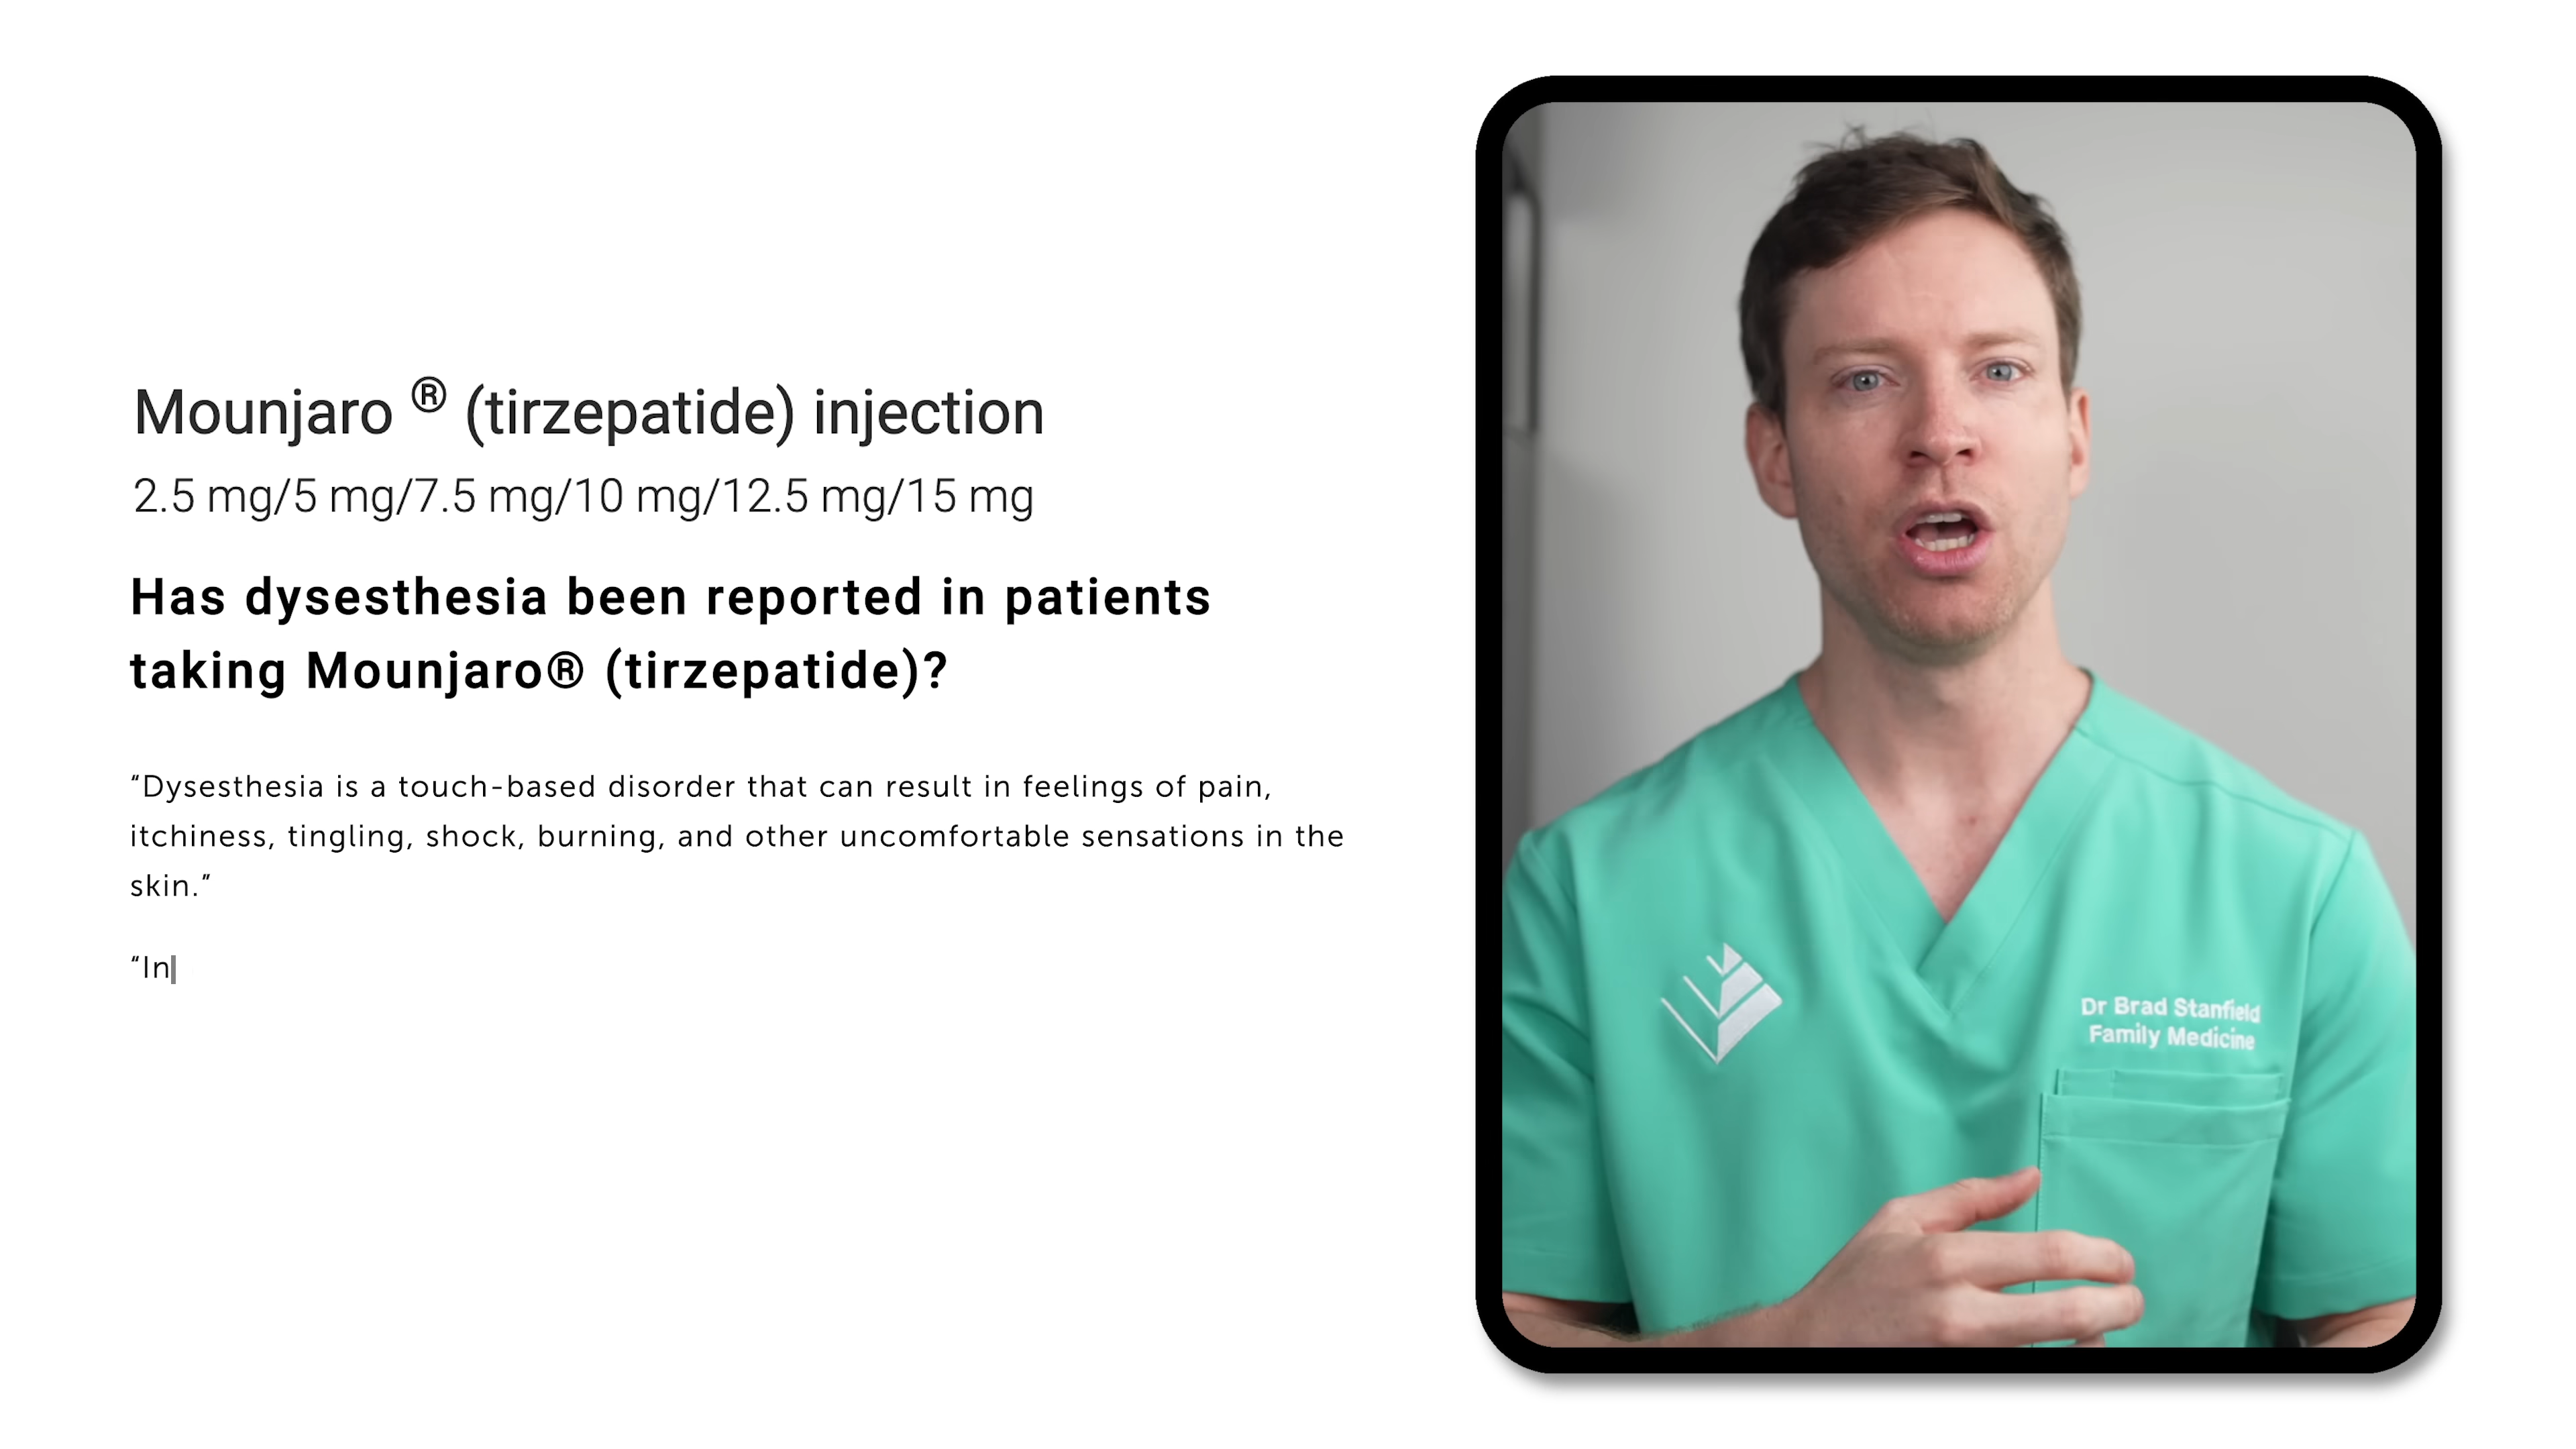 Mounjaro ® (tirzepatide) injection
2.5 mg/5 mg/7.5 mg/10 mg/12.5 mg/15 mg
Has dysesthesia been reported in patients
taking Mounjaro® (tirzepatide)?
“Dysesthesia is a touch-based disorder that can result in feelings of pain,
itchiness, tingling, shock, burning, and other uncomfortable sensations in the
skin.”
“In
Dr Brad Stanfield
Family Medicine